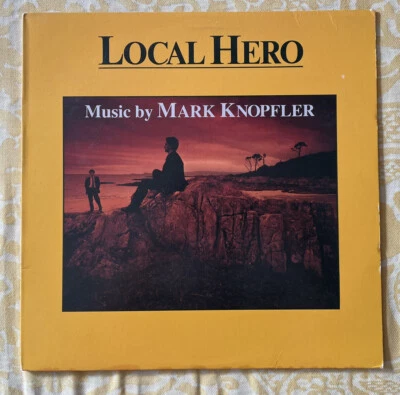 LOCAL HERO
Music by MARK KNOPFLER